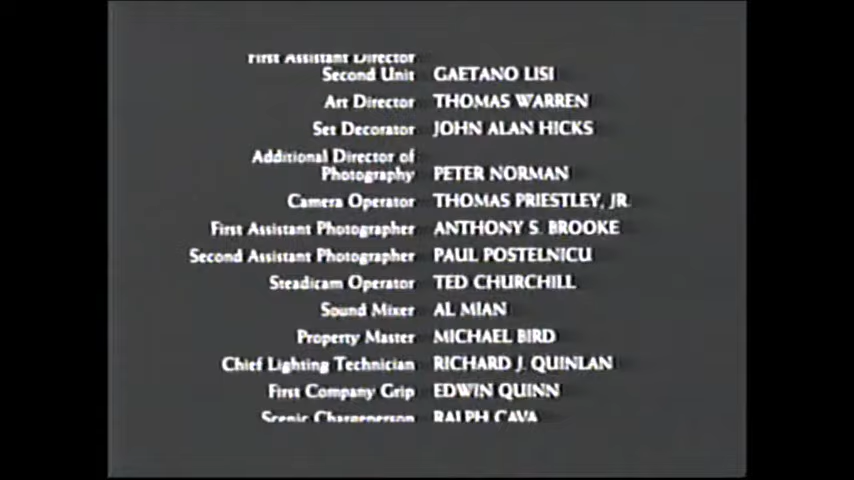 First Assistant Director
Second Unit GAETANO LISI
Art Director THOMAS WARREN
Set Decorator JOHN ALAN HICKS
Additional Director of
Photography PETER NORMAN
Camera Operator THOMAS PRIESTLEY, JR.
First Assistant Photographer ANTHONY S. BROOKE
Second Assistant Photographer PAUL POSTELNICU
Steadicam Operator TED CHURCHILL
Sound Mixer AL MIAN
Property Master MICHAEL BIRD
Chief Lighting Technician RICHARD J. QUINLAN
First Company Grip EDWIN QUINN
Scenic Chargeperson RALPH CAVA